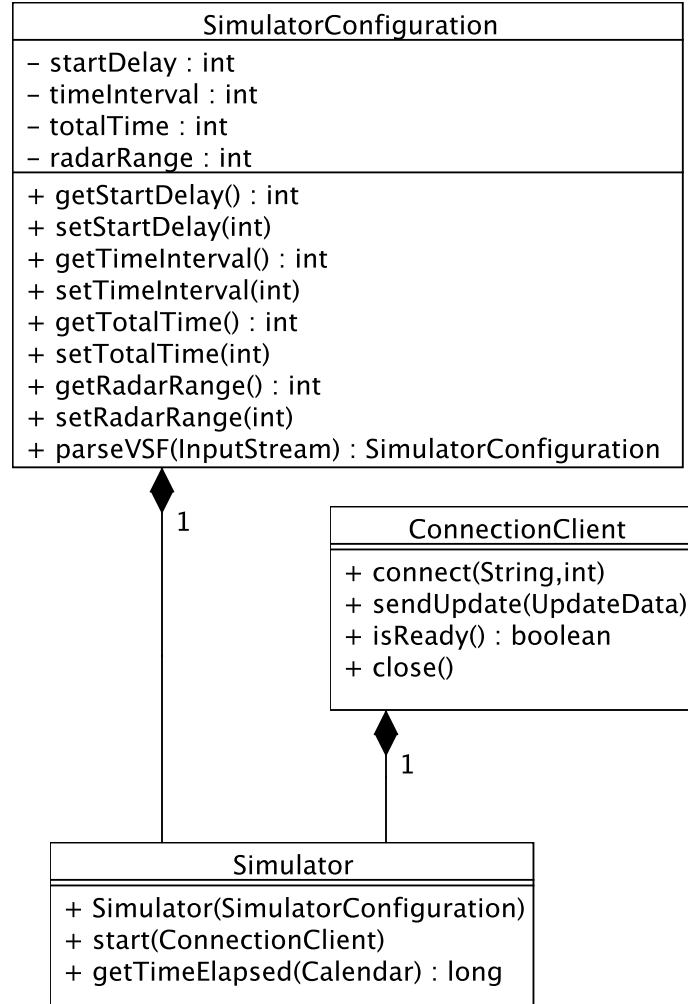 SimulatorConfiguration
- startDelay : int
- timeInterval : int
- totalTime : int
- radarRange : int
+ getStartDelay() : int
+ setStartDelay(int)
+ getTimeInterval() : int
+ setTimeInterval(int)
+ getTotalTime() : int
+ setTotalTime(int)
+ getRadarRange() : int
+ setRadarRange(int)
+ parseVSF(InputStream) : SimulatorConfiguration
1
ConnectionClient
+ connect(String,int)
+ sendUpdate(UpdateData)
+ isReady() : boolean
+ close()
1
Simulator
+ Simulator(SimulatorConfiguration)
+ start(ConnectionClient)
+ getTimeElapsed(Calendar) : long